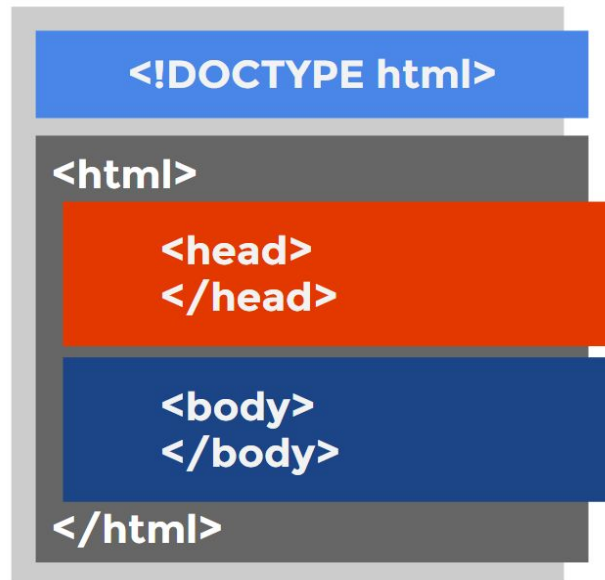 <!DOCTYPE html>
<html>
<head>
</head>
<body>
</body>
</html>